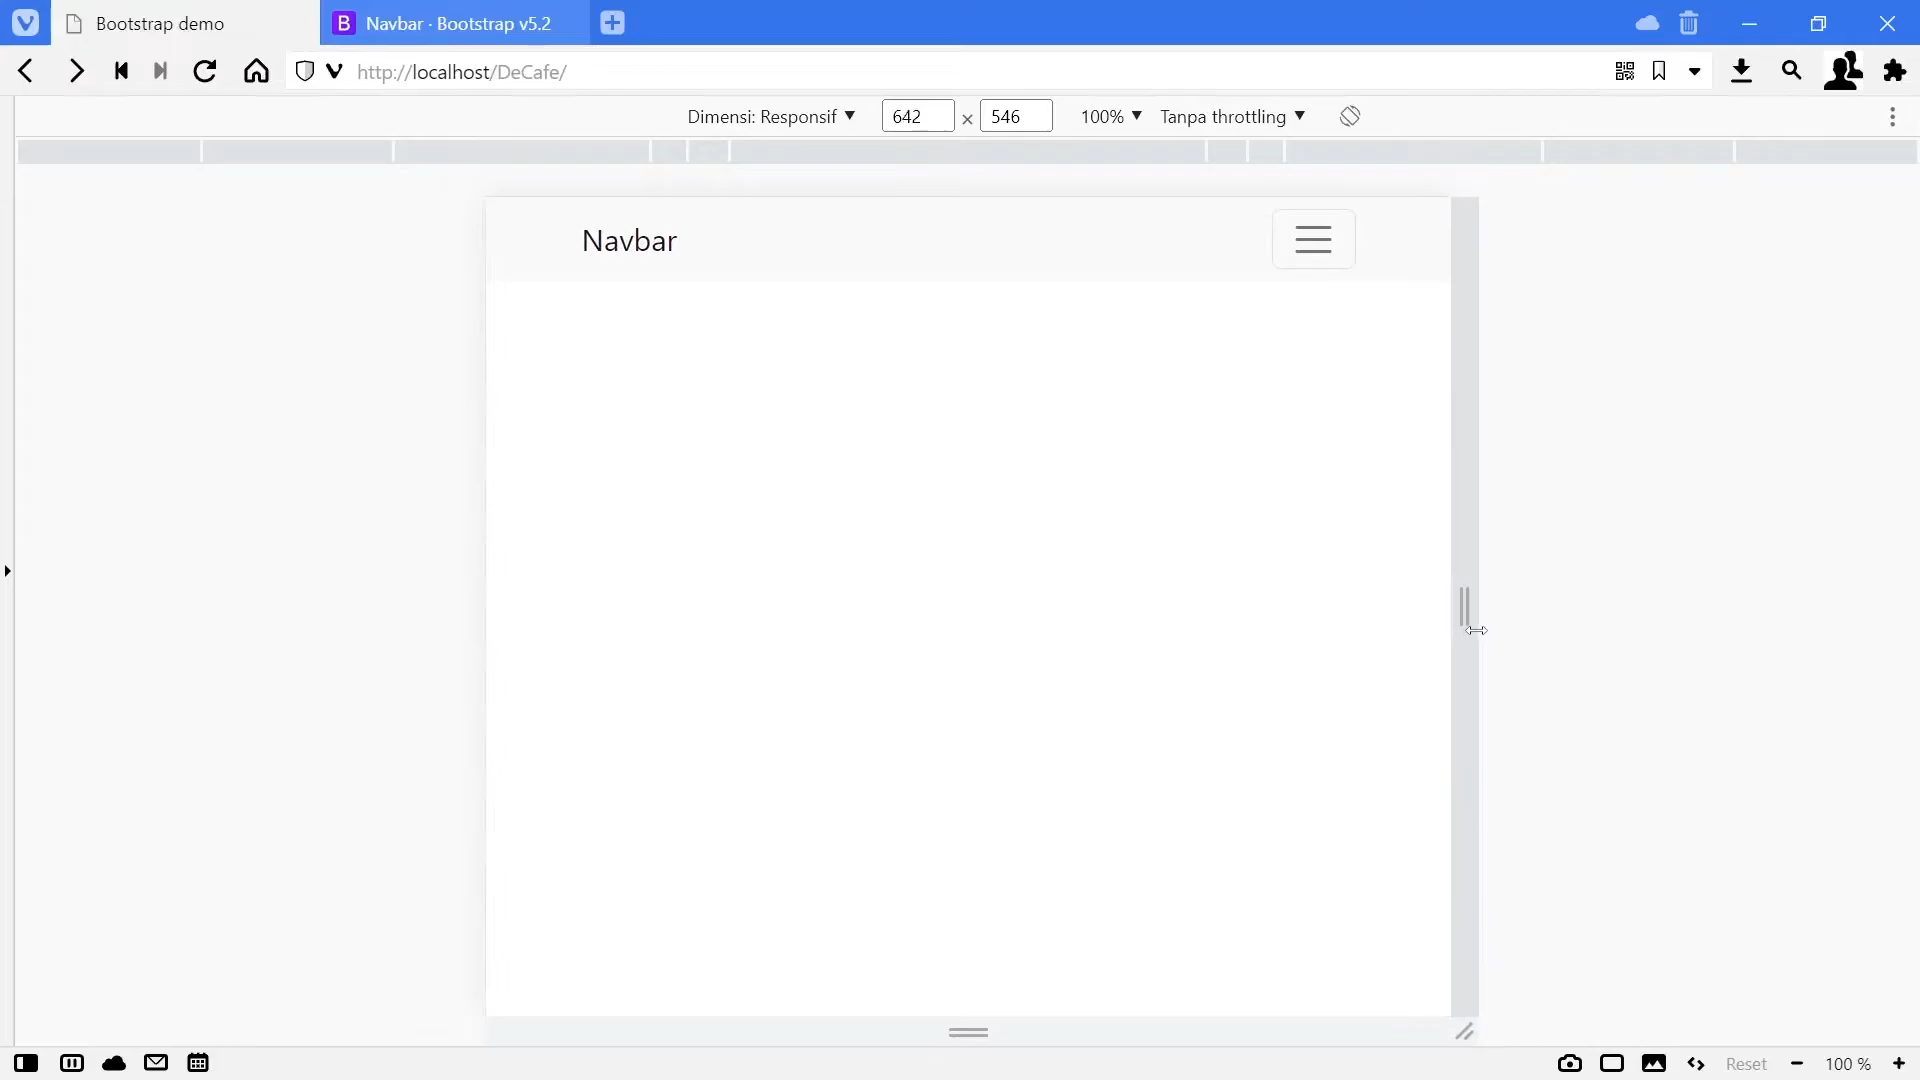 Bootstrap demo
B Navbar · Bootstrap v5.2
http://localhost/DeCafe/
Dimensi: Responsif 642 × 546 100% Tanpa throttling
Navbar
Reset 100 %